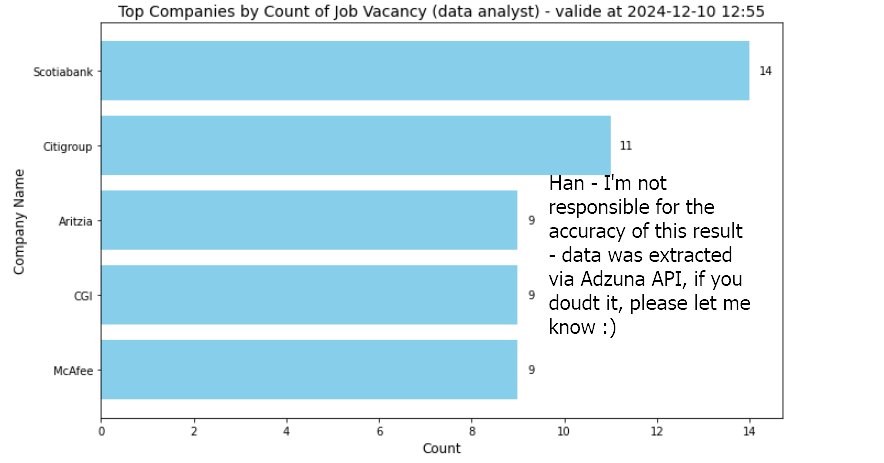 Top Companies by Count of Job Vacancy (data analyst) - valide at 2024-12-10 12:55
Company Name
Scotiabank
14
Citigroup
11
Aritzia
9
CGI
9
McAfee
9
Han - I'm not
responsible for the
accuracy of this result
- data was extracted
via Adzuna API, if you
doudt it, please let me
know :)
0 2 4 6 8 10 12 14
Count